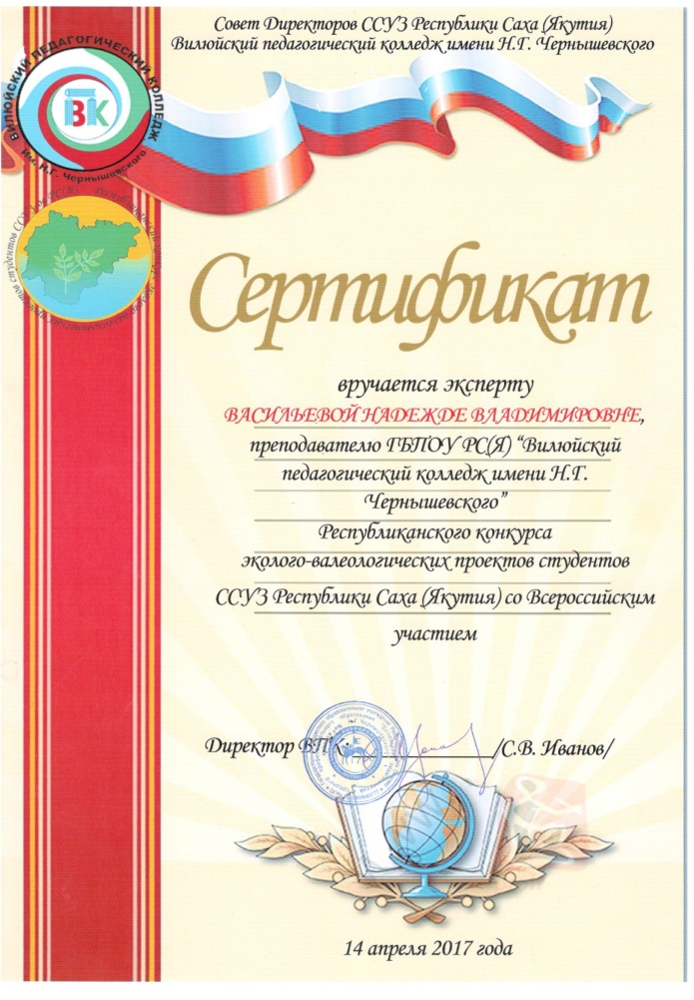 Совет Директоров ССУЗ Республики Саха (Якутия)
Вилюйский педагогический колледж имени Н.Г. Чернышевского
ВИЛЮЙСКИЙ ПЕДАГОГИЧЕСКИЙ КОЛЛЕДЖ
им. Н.Г. Чернышевского
ВПК
Сертификат
вручается эксперту
ВАСИЛЬЕВОЙ НАДЕЖДЕ ВЛАДИМИРОВНЕ,
преподавателю ГБПОУ РС(Я) “Вилюйский
педагогический колледж имени Н.Г.
Чернышевского”
Республиканского конкурса
эколого-валеологических проектов студентов
ССУЗ Республики Саха (Якутия) со Всероссийским
участием
Директор ВПК: /С.В. Иванов/
14 апреля 2017 года